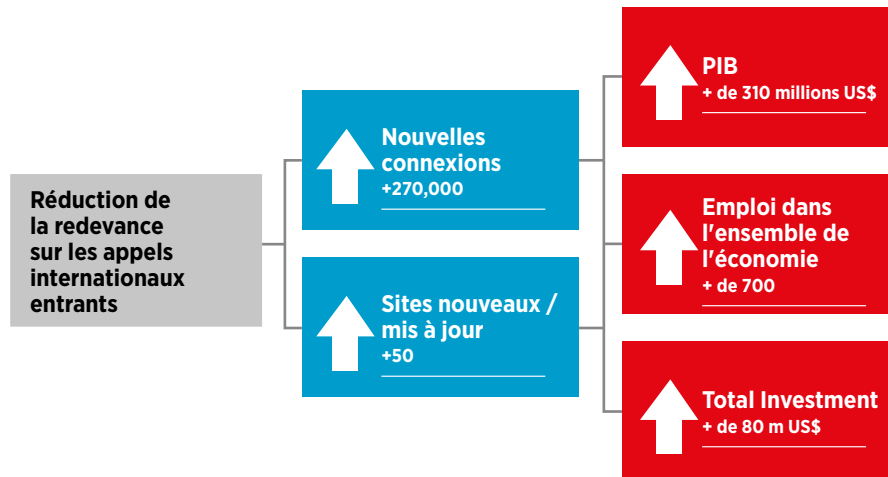 Réduction de
la redevance
sur les appels
internationaux
entrants
Nouvelles
connexions
+270,000
Sites nouveaux /
mis à jour
+50
PIB
+ de 310 millions US$
Emploi dans
l'ensemble de
l'économie
+ de 700
Total Investment
+ de 80 m US$